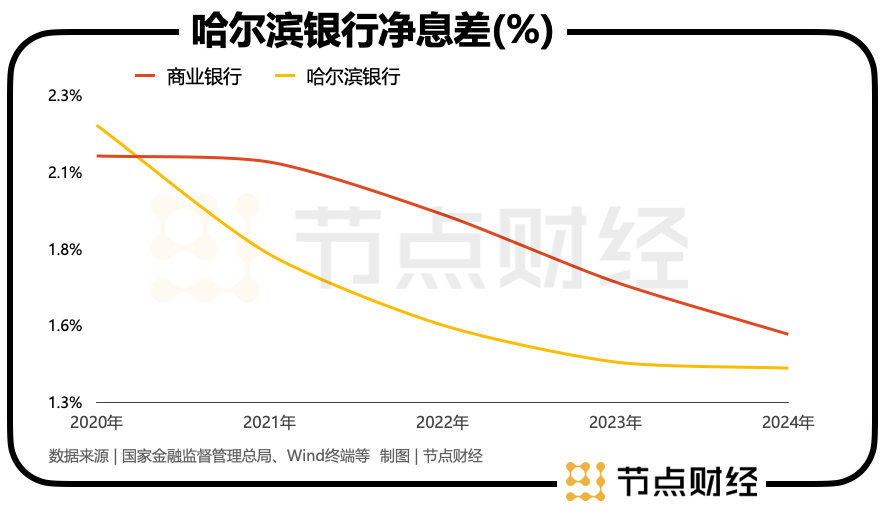 哈尔滨银行净息差(%)
商业银行 哈尔滨银行
2.3%
2.1%
1.8%
1.6%
1.3%
节点财经
2020年 2021年 2022年 2023年 2024年
数据来源 | 国家金融监督管理总局、Wind终端等 制图 | 节点财经
节点财经